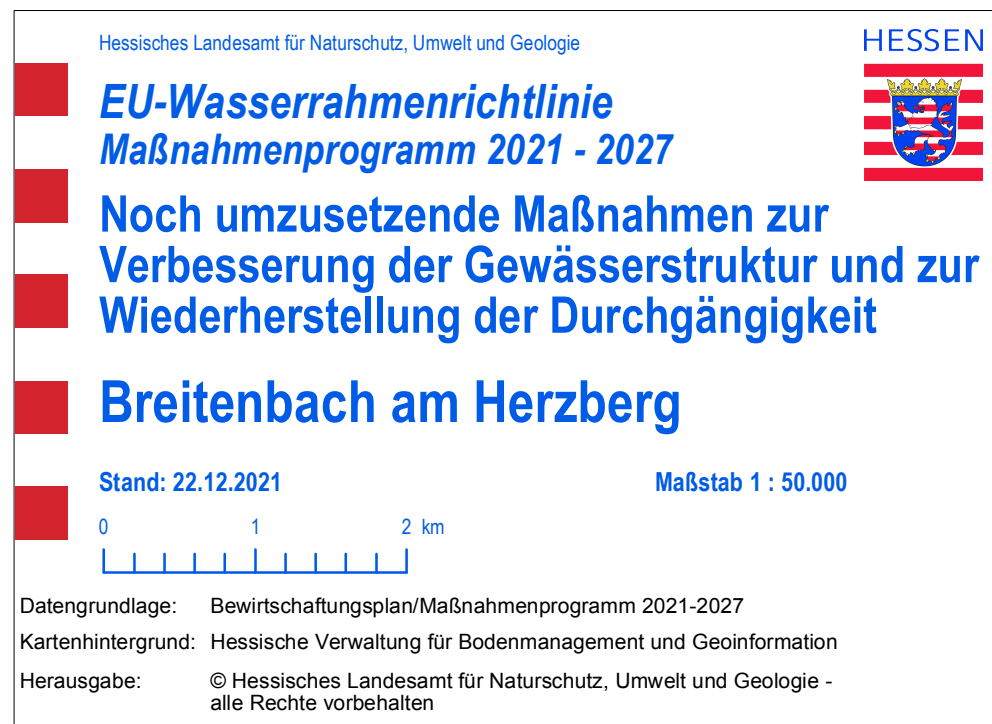 Hessisches Landesamt für Naturschutz, Umwelt und Geologie
HESSEN
EU-Wasserrahmenrichtlinie
Maßnahmenprogramm 2021 - 2027
Noch umzusetzende Maßnahmen zur
Verbesserung der Gewässerstruktur und zur
Wiederherstellung der Durchgängigkeit
Breitenbach am Herzberg
Stand: 22.12.2021 Maßstab 1 : 50.000
0 1 2 km
Datengrundlage: Bewirtschaftungsplan/Maßnahmenprogramm 2021-2027
Kartenhintergrund: Hessische Verwaltung für Bodenmanagement und Geoinformation
Herausgabe: © Hessisches Landesamt für Naturschutz, Umwelt und Geologie -
alle Rechte vorbehalten